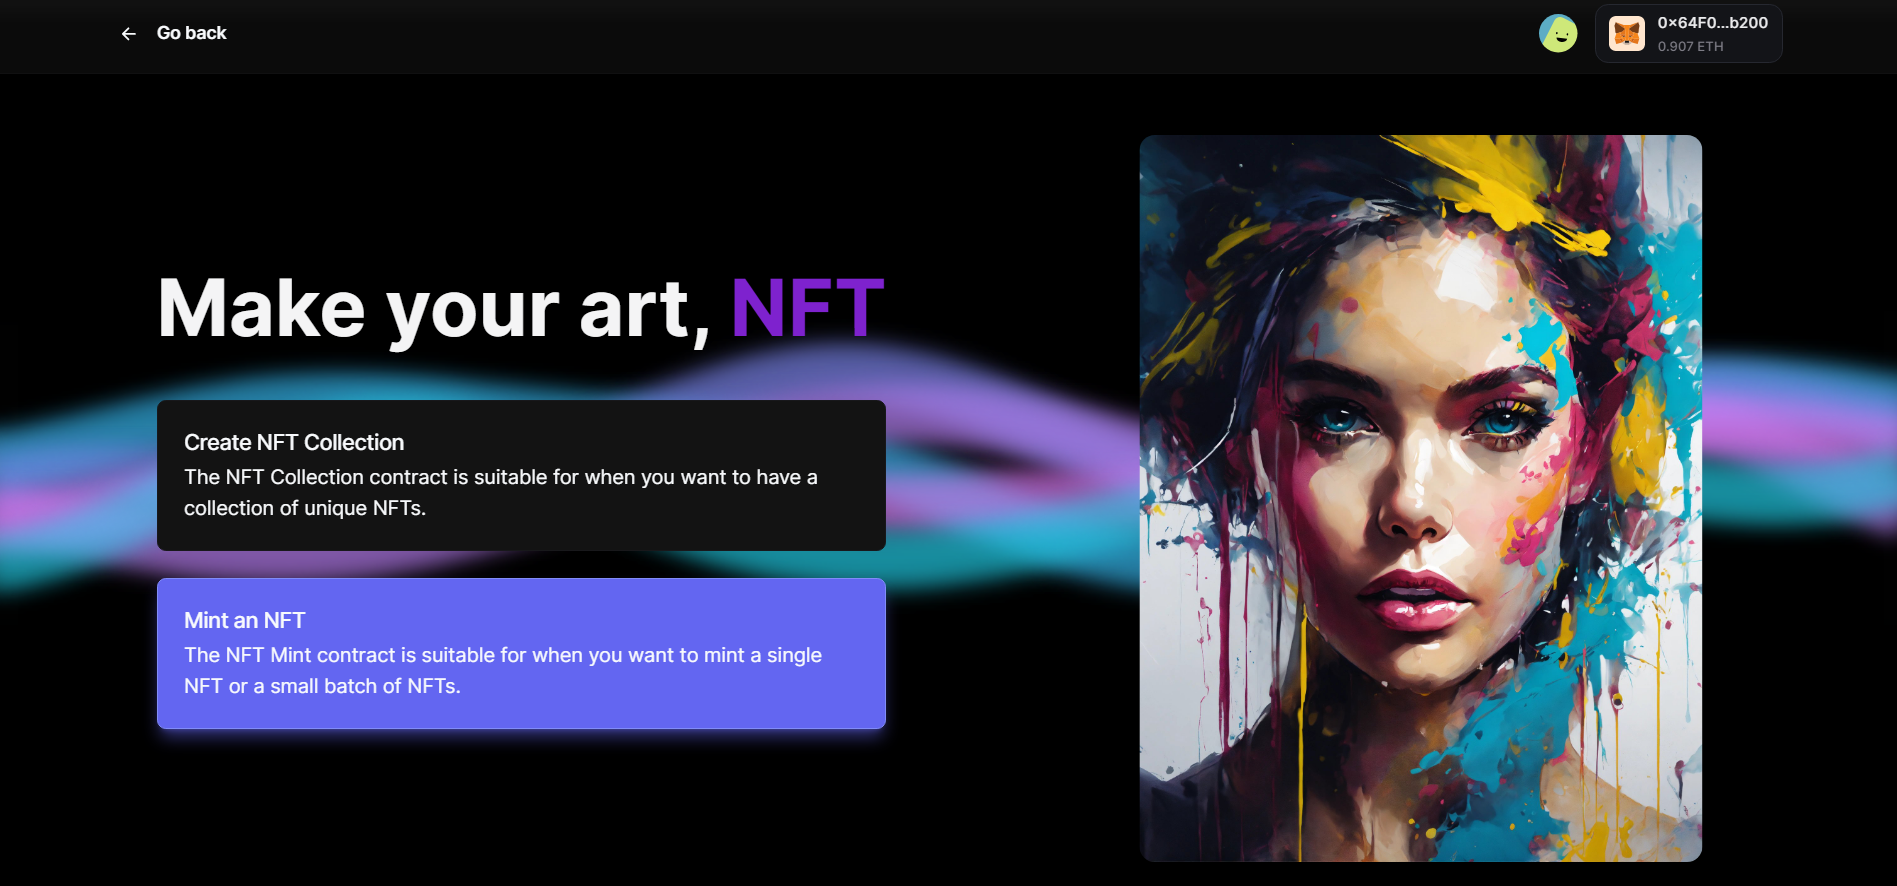 Go back
0x64F0...b200
0.907 ETH
Make your art, NFT
Create NFT Collection
The NFT Collection contract is suitable for when you want to have a
collection of unique NFTs.
Mint an NFT
The NFT Mint contract is suitable for when you want to mint a single
NFT or a small batch of NFTs.